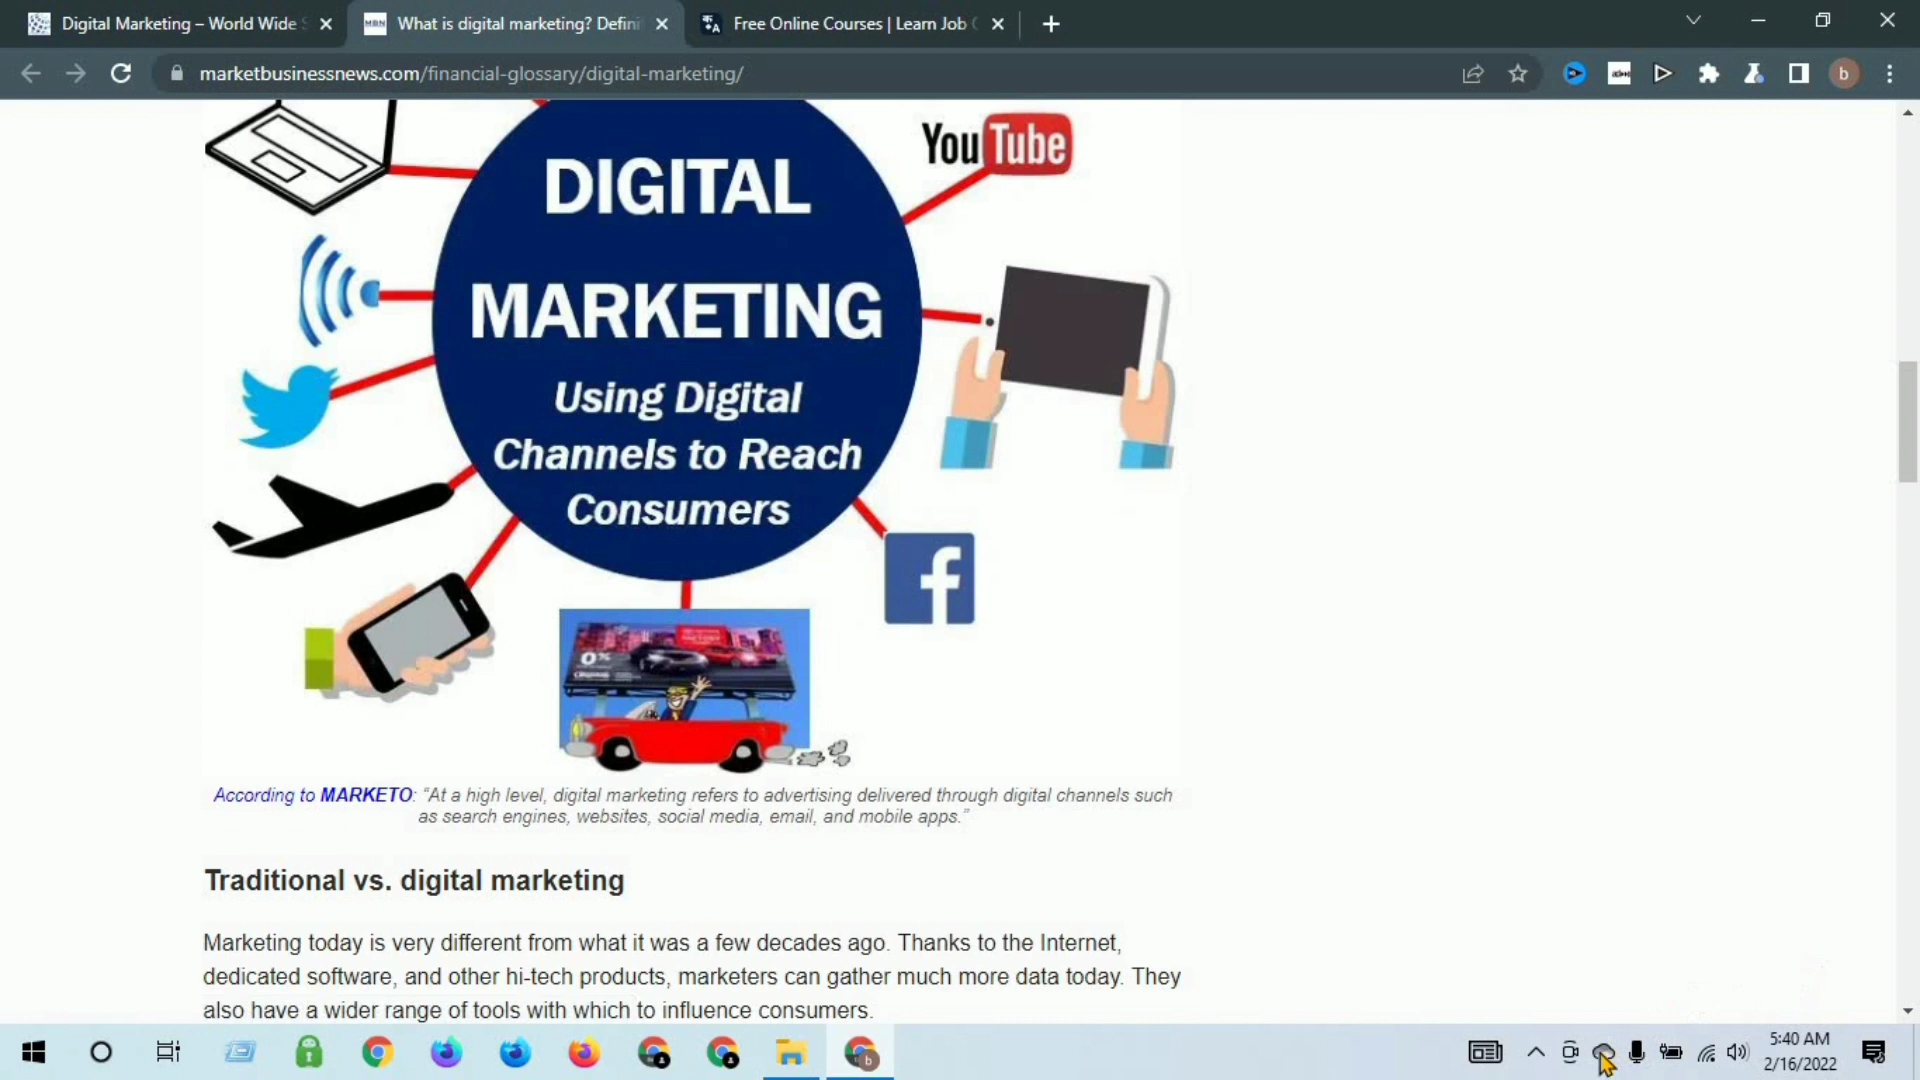 Digital Marketing – World Wide
What is digital marketing? Defini
Free Online Courses | Learn Job
marketbusinessnews.com/financial-glossary/digital-marketing/
b
YouTube
DIGITAL
MARKETING
Using Digital
Channels to Reach
Consumers
f
0%
According to MARKETO: “At a high level, digital marketing refers to advertising delivered through digital channels such
as search engines, websites, social media, email, and mobile apps.”
Traditional vs. digital marketing
Marketing today is very different from what it was a few decades ago. Thanks to the Internet,
dedicated software, and other hi-tech products, marketers can gather much more data today. They
also have a wider range of tools with which to influence consumers.
b
5:40 AM
2/16/2022